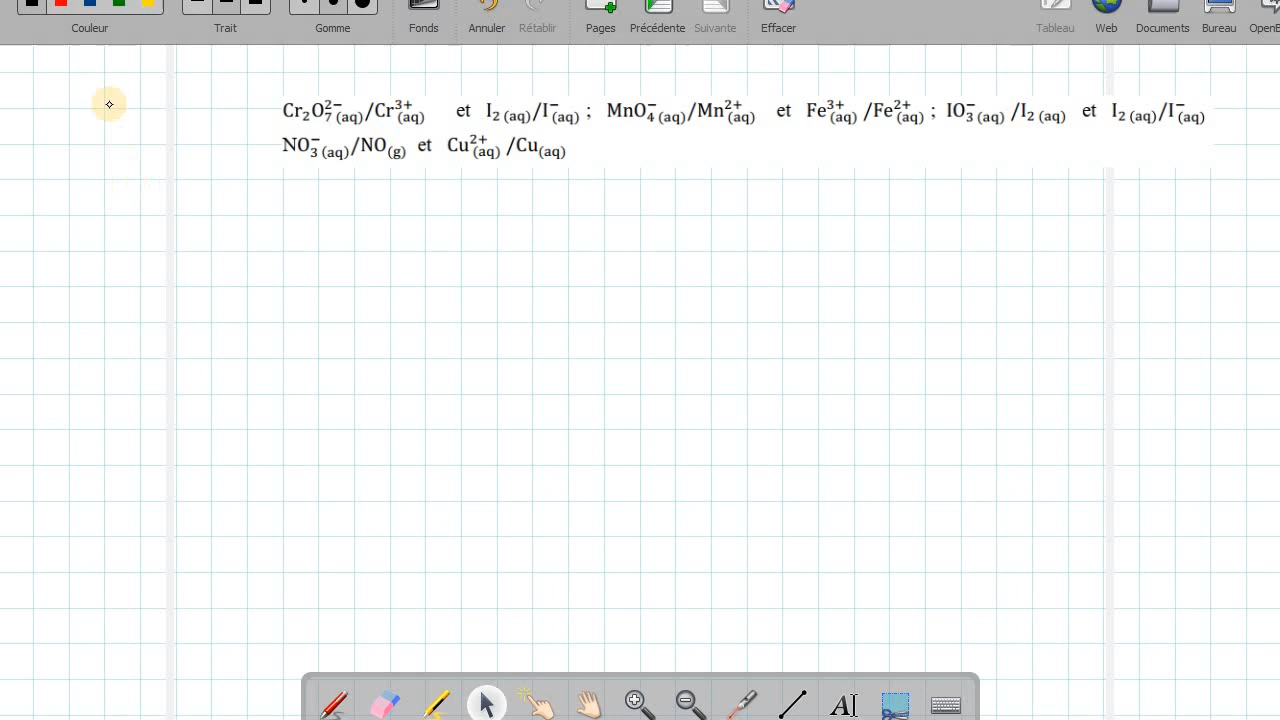 Couleur Trait Gomme Fonds Annuler Rétablir Pages Précédente Suivante Effacer Tableau Web Documents Bureau
Cr₂O₇²⁻(aq)/Cr³⁺(aq) et I₂ (aq)/I⁻(aq) ; MnO₄⁻(aq)/Mn²⁺(aq) et Fe³⁺(aq) /Fe²⁺(aq) ; IO₃⁻(aq) /I₂ (aq) et I₂ (aq)/I⁻(aq)
NO₃⁻(aq)/NO(g) et Cu²⁺(aq) /Cu(aq)